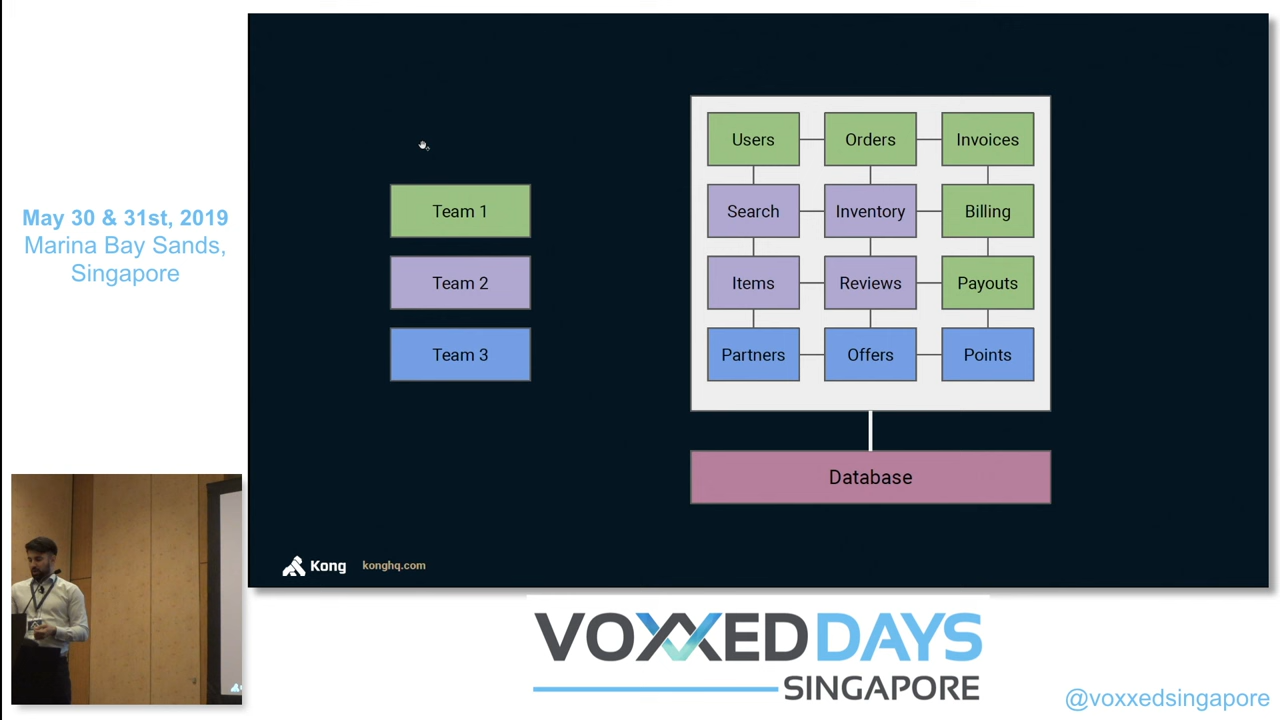 May 30 & 31st, 2019
Marina Bay Sands,
Singapore
Team 1
Team 2
Team 3
Users Orders Invoices
Search Inventory Billing
Items Reviews Payouts
Partners Offers Points
Database
Kong konghq.com
VOXXED DAYS
SINGAPORE
@voxxedsingapore